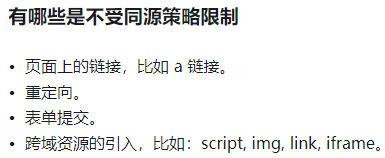 有哪些是不受同源策略限制
• 页面上的链接，比如 a 链接。
• 重定向。
• 表单提交。
• 跨域资源的引入，比如：script, img, link, iframe。